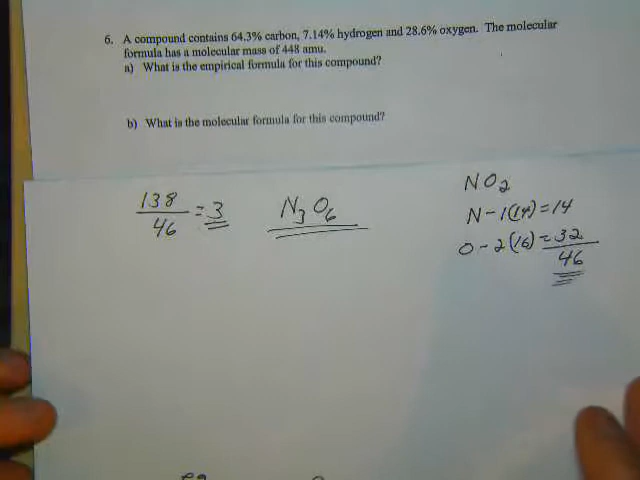 6. A compound contains 64.3% carbon, 7.14% hydrogen and 28.6% oxygen. The molecular
formula has a molecular mass of 448 amu.
a) What is the empirical formula for this compound?
b) What is the molecular formula for this compound?
138
46
= 3
N₃O₆
NO₂
N - 1(14) = 14
O - 2(16) = 32
46